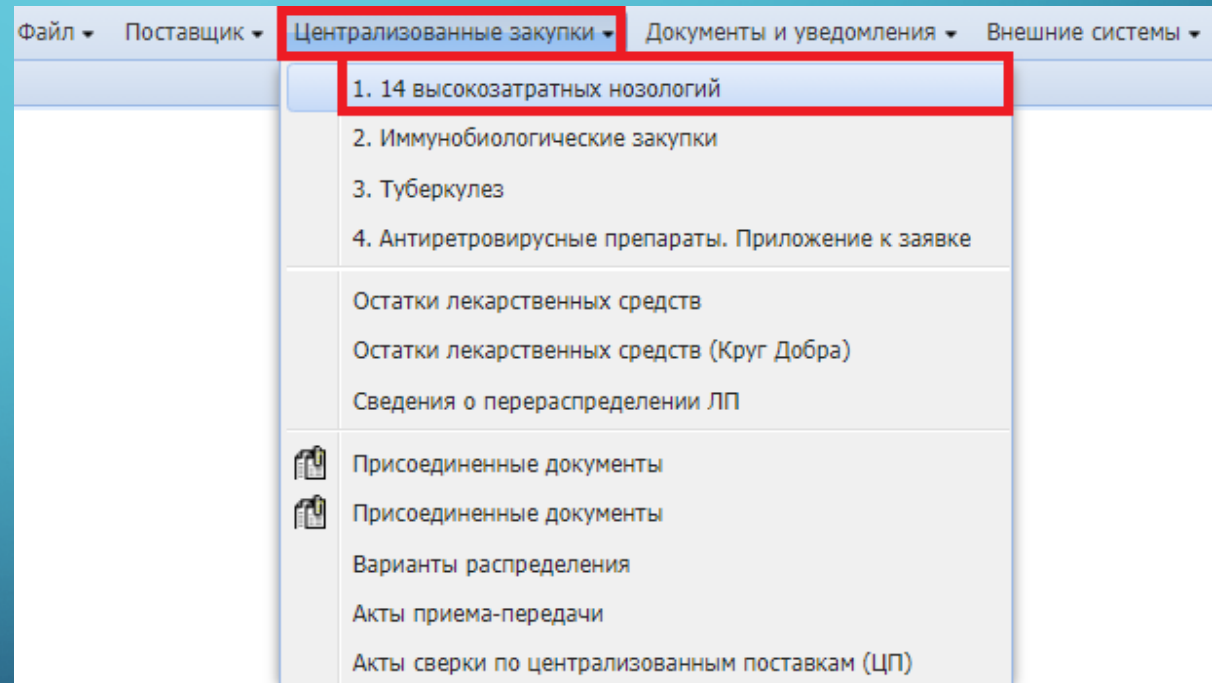 Файл Поставщик Централизованные закупки Документы и уведомления Внешние системы
1. 14 высокозатратных нозологий
2. Иммунобиологические закупки
3. Туберкулез
4. Антиретровирусные препараты. Приложение к заявке
Остатки лекарственных средств
Остатки лекарственных средств (Круг Добра)
Сведения о перераспределении ЛП
Присоединенные документы
Присоединенные документы
Варианты распределения
Акты приема-передачи
Акты сверки по централизованным поставкам (ЦП)